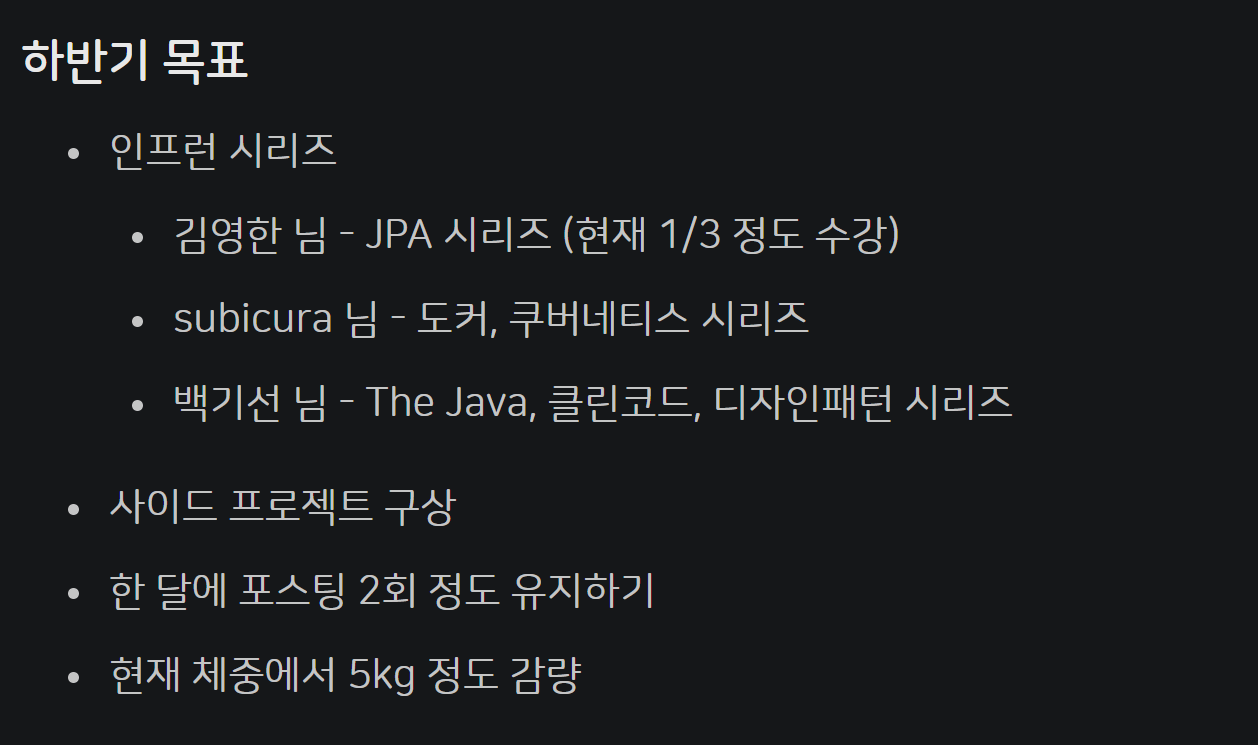 하반기 목표
인프런 시리즈
김영한 님 - JPA 시리즈 (현재 1/3 정도 수강)
subicura 님 - 도커, 쿠버네티스 시리즈
백기선 님 - The Java, 클린코드, 디자인패턴 시리즈
사이드 프로젝트 구상
한 달에 포스팅 2회 정도 유지하기
현재 체중에서 5kg 정도 감량